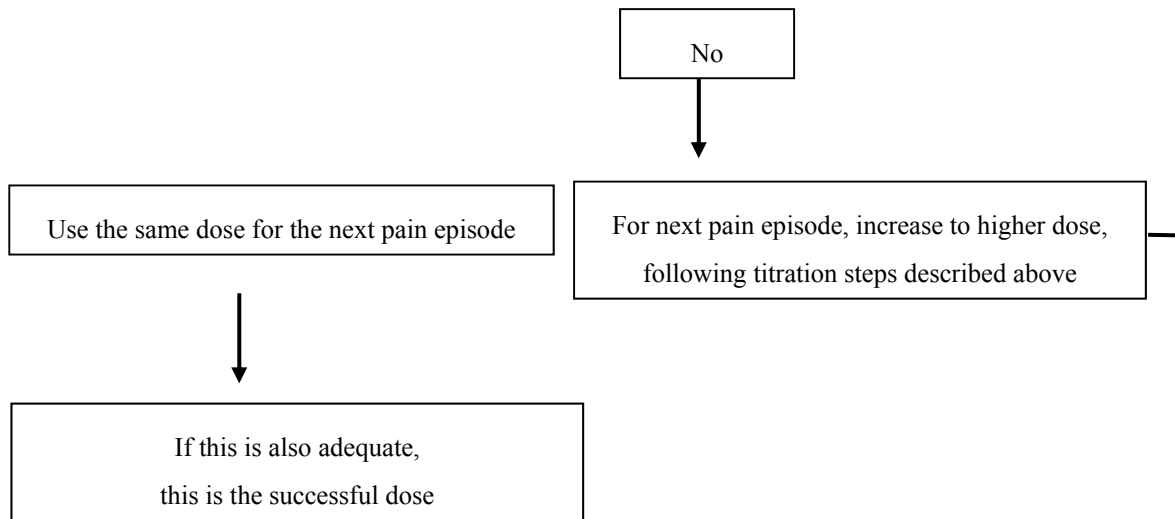 No
Use the same dose for the next pain episode
For next pain episode, increase to higher dose,
following titration steps described above
If this is also adequate,
this is the successful dose